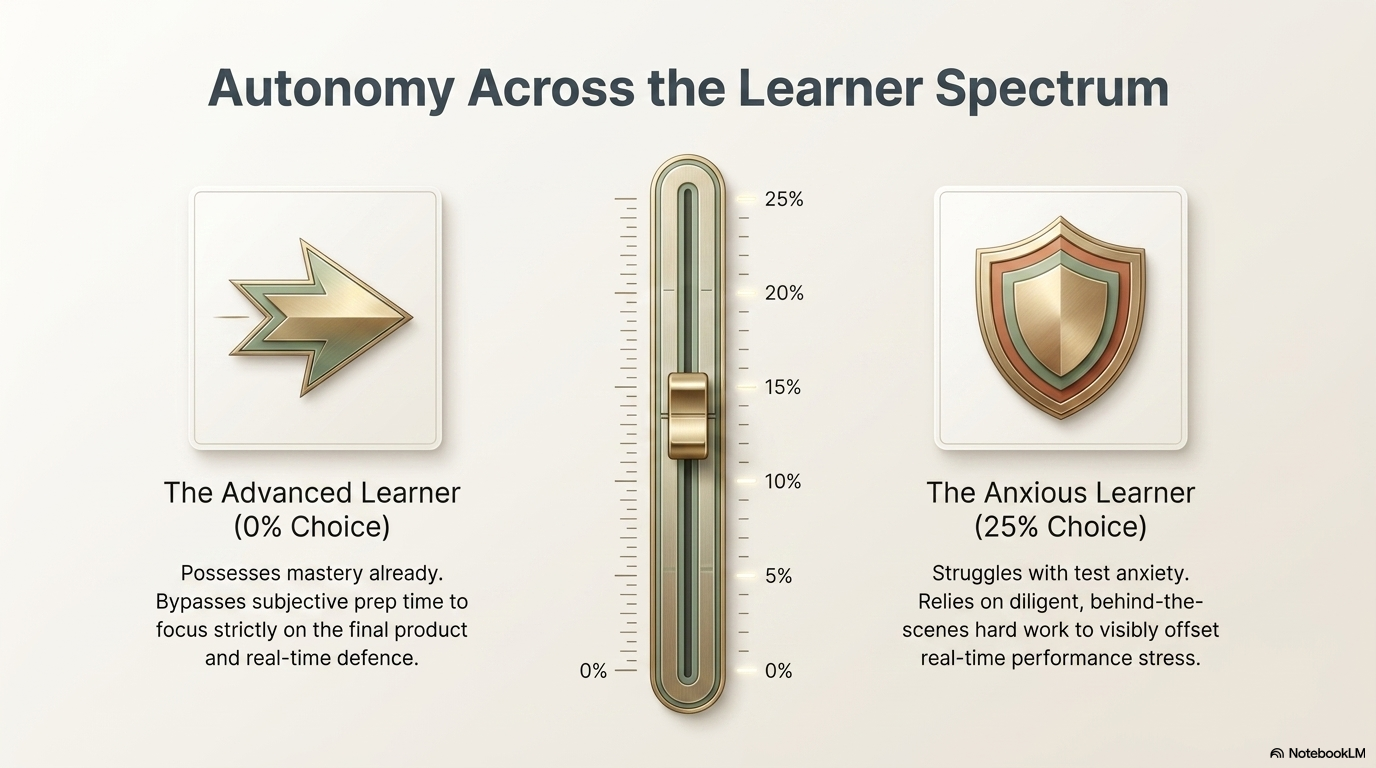 Autonomy Across the Learner Spectrum
The Advanced Learner
(0% Choice)
Possesses mastery already.
Bypasses subjective prep time to
focus strictly on the final product
and real-time defence.
25%
20%
15%
10%
5%
0%
0%
The Anxious Learner
(25% Choice)
Struggles with test anxiety.
Relies on diligent, behind-the-
scenes hard work to visibly offset
real-time performance stress.
NotebookLM